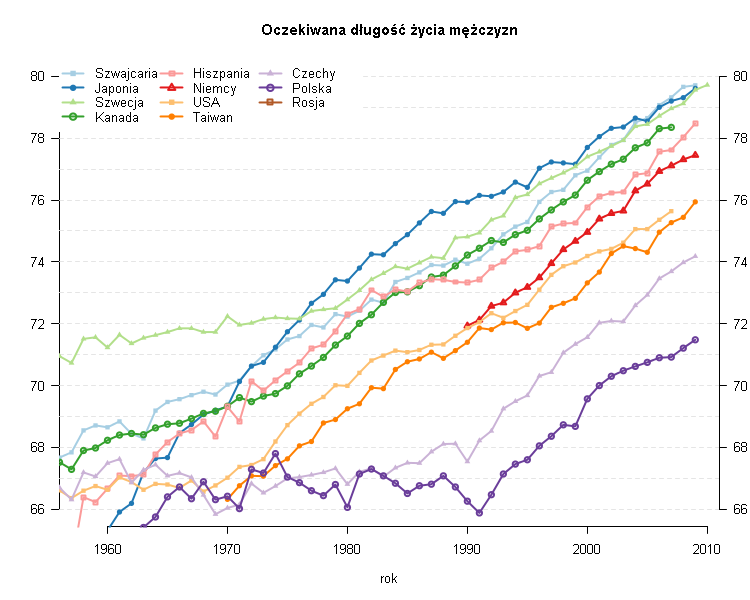 Oczekiwana długość życia mężczyzn
Szwajcaria Hiszpania Czechy
Japonia Niemcy Polska
Szwecja USA Rosja
Kanada Taiwan
80 80
78 78
76 76
74 74
72 72
70 70
68 68
66 66
1960 1970 1980 1990 2000 2010
rok